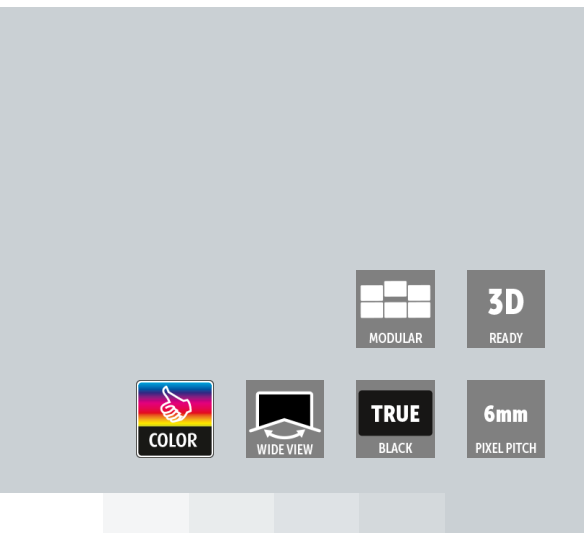 3D
MODULAR
READY
COLOR
WIDE VIEW
TRUE
BLACK
6mm
PIXEL PITCH